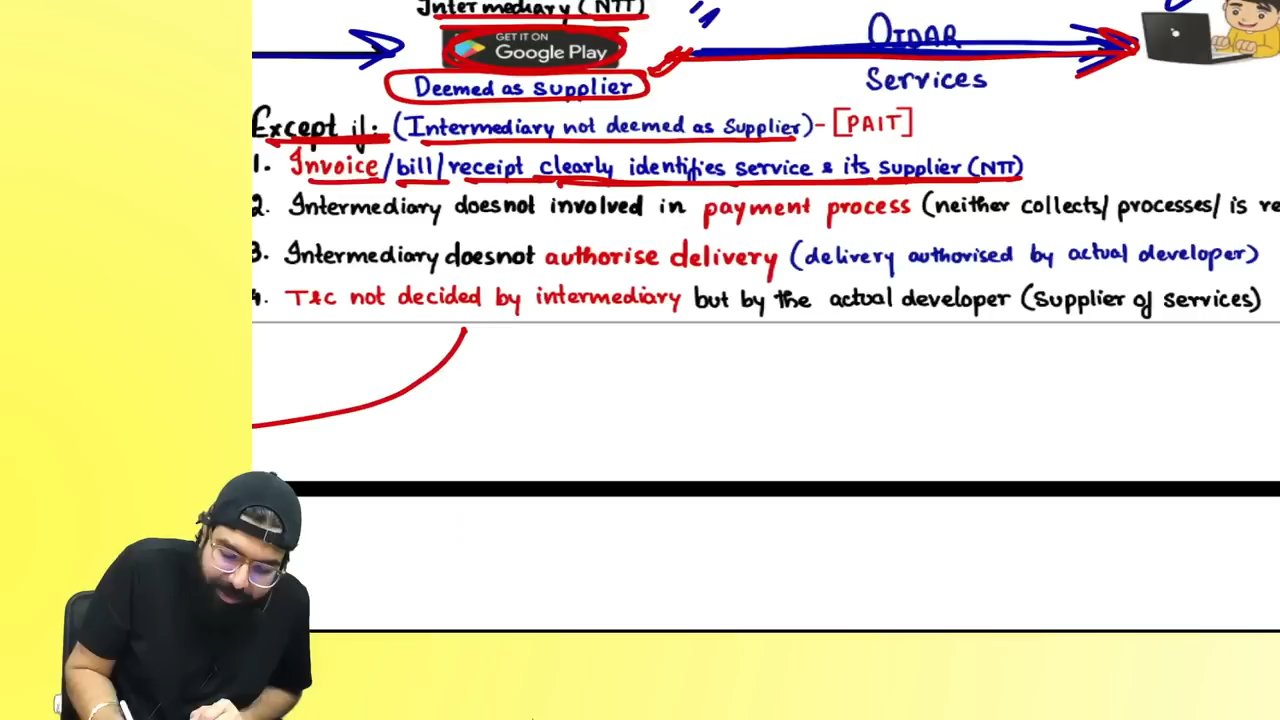 Intermediary (NTT)
GET IT ON
Google Play
Deemed as supplier
OIDAR
Services
Except if: (Intermediary not deemed as supplier) - [PAIT]
1. Invoice/bill/receipt clearly identifies service & its supplier (NTT)
2. Intermediary doesnot involved in payment process (neither collects/ processes/ is re
3. Intermediary doesnot authorise delivery (delivery authorised by actual developer)
4. T&C not decided by intermediary but by the actual developer (supplier of services)